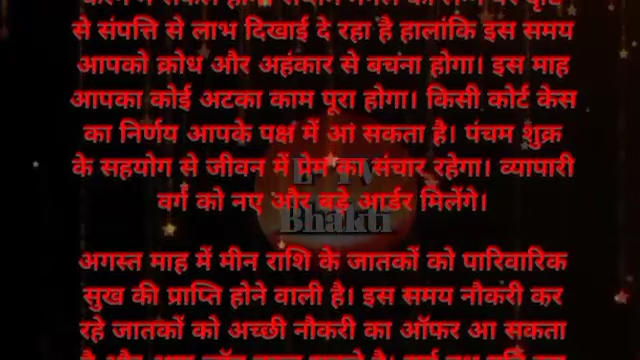 से संपत्ति से लाभ दिखाई दे रहा है हालांकि इस समय
आपको क्रोध और अहंकार से बचना होगा। इस माह
आपका कोई अटका काम पूरा होगा। किसी कोर्ट केस
का निर्णय आपके पक्ष में आ सकता है। पंचम शुक्र
के सहयोग से जीवन में प्रेम का संचार रहेगा। व्यापारी
वर्ग को नए और बड़े आर्डर मिलेंगे।
Bhakti
अगस्त माह में मीन राशि के जातकों को पारिवारिक
सुख की प्राप्ति होने वाली है। इस समय नौकरी कर
रहे जातकों को अच्छी नौकरी का ऑफर आ सकता